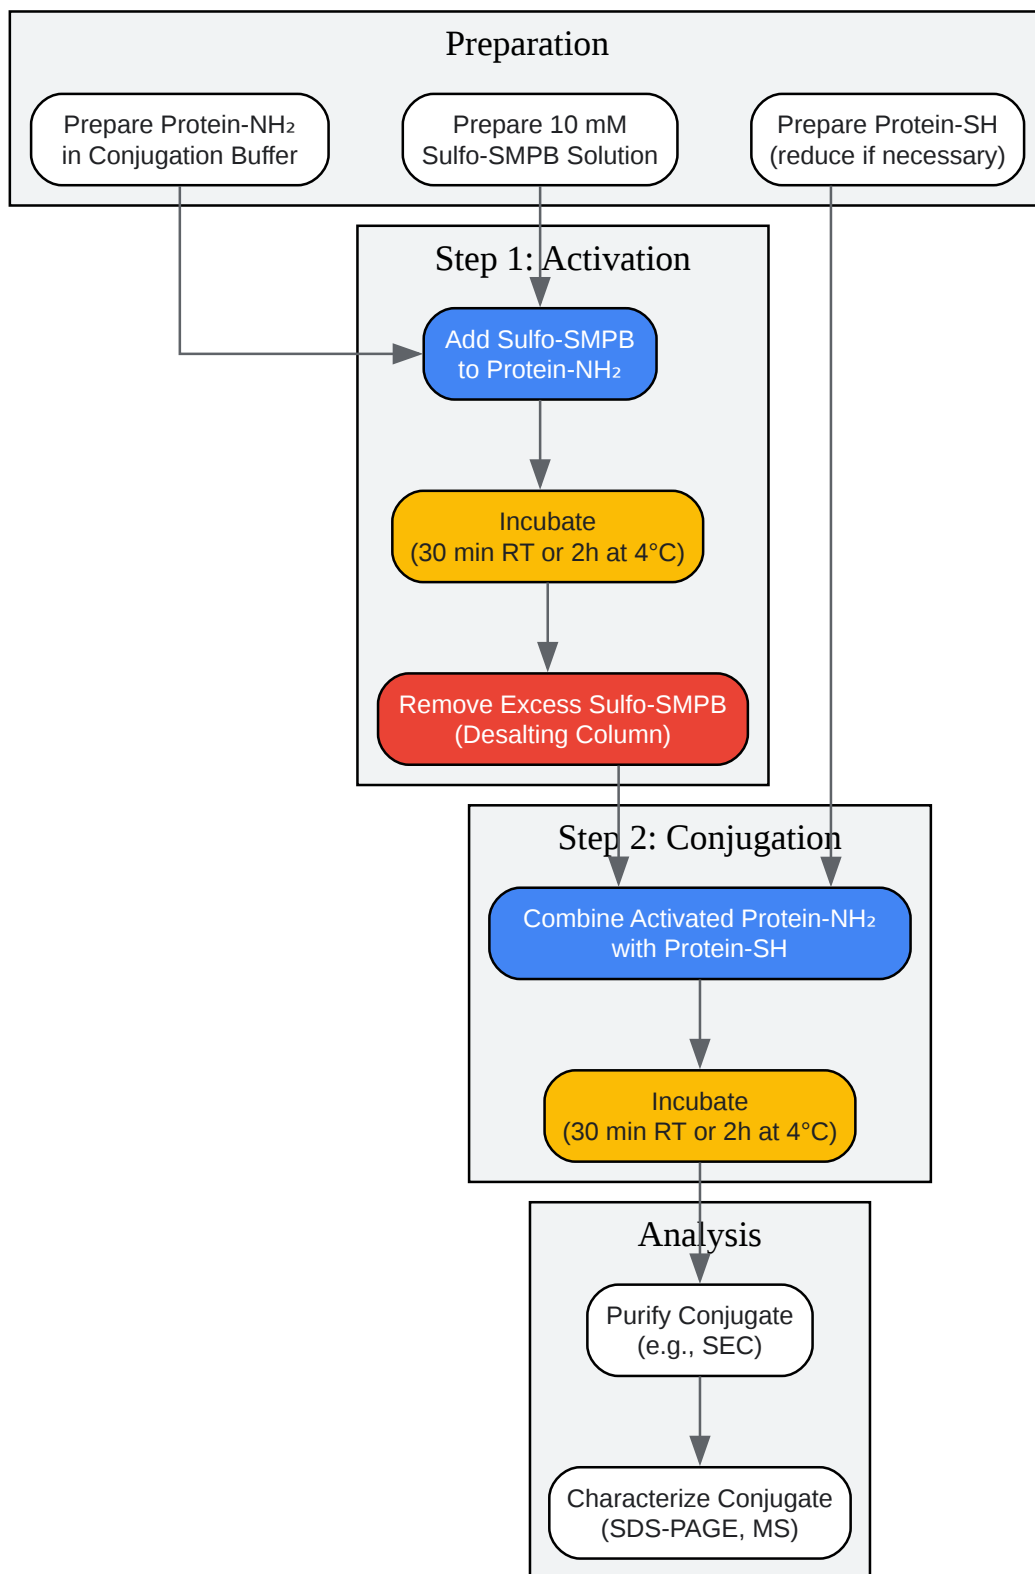 Preparation
Prepare Protein-NH₂
in Conjugation Buffer
Prepare 10 mM
Sulfo-SMPB Solution
Prepare Protein-SH
(reduce if necessary)
Step 1: Activation
Add Sulfo-SMPB
to Protein-NH₂
Incubate
(30 min RT or 2h at 4°C)
Remove Excess Sulfo-SMPB
(Desalting Column)
Step 2: Conjugation
Combine Activated Protein-NH₂
with Protein-SH
Incubate
(30 min RT or 2h at 4°C)
Analysis
Purify Conjugate
(e.g., SEC)
Characterize Conjugate
(SDS-PAGE, MS)